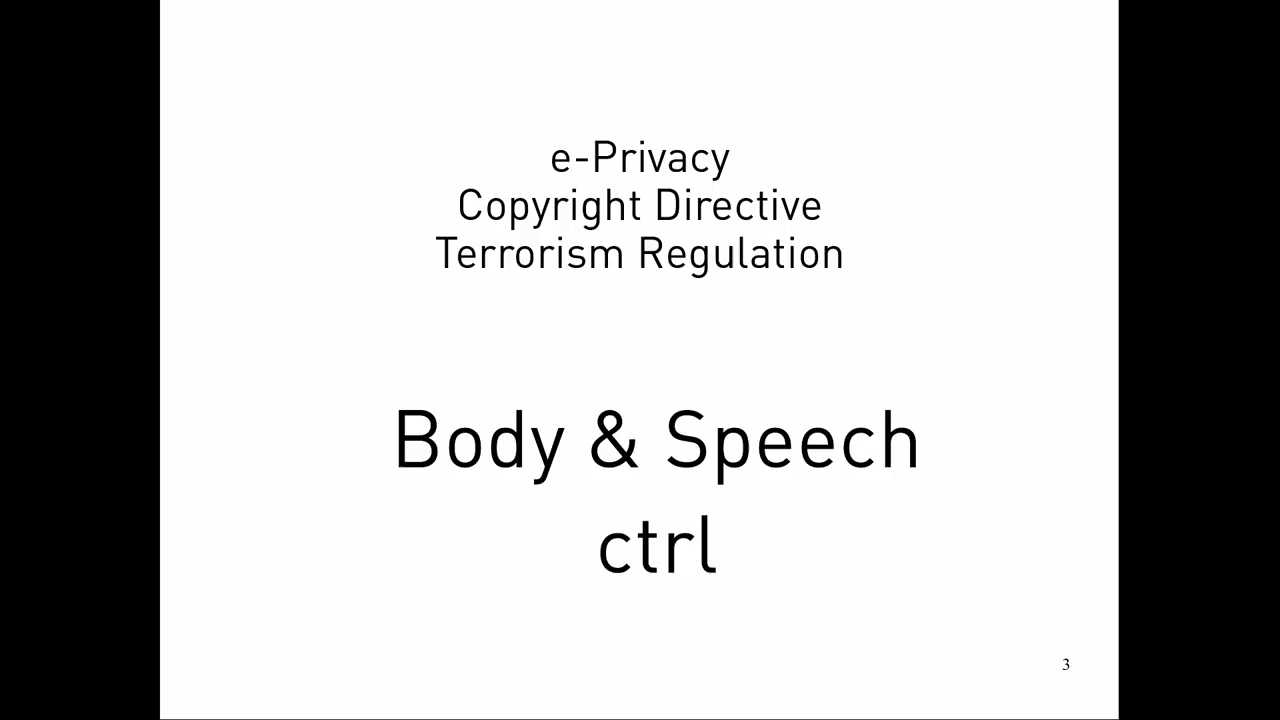 e-Privacy
Copyright Directive
Terrorism Regulation
Body & Speech
ctrl
3